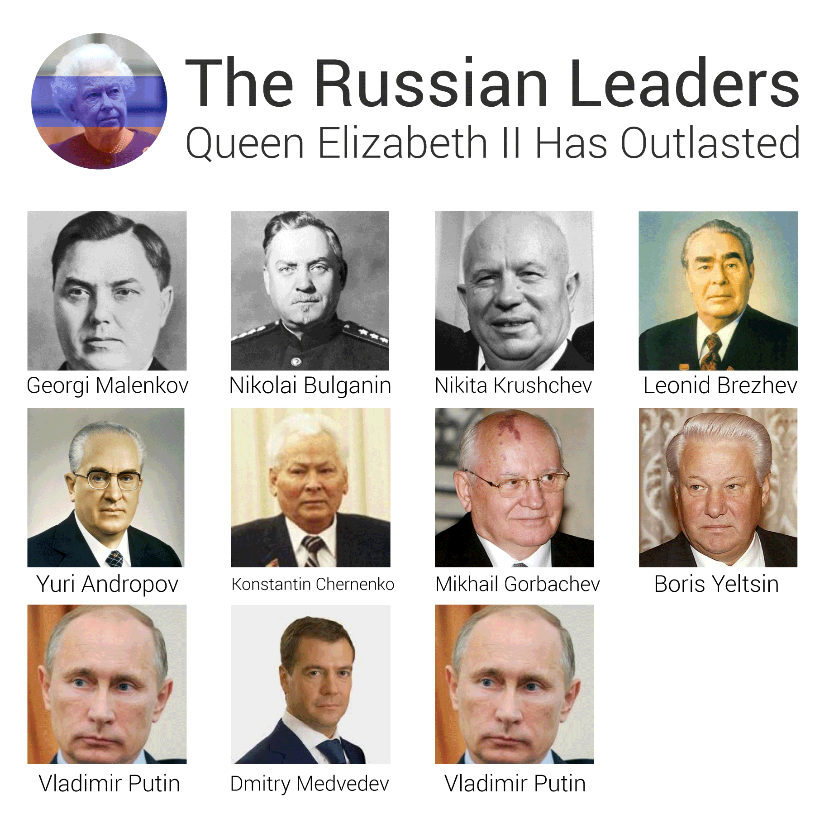 The Russian Leaders
Queen Elizabeth II Has Outlasted
Georgi Malenkov
Nikolai Bulganin
Nikita Krushchev
Leonid Brezhev
Yuri Andropov
Konstantin Chernenko
Mikhail Gorbachev
Boris Yeltsin
Vladimir Putin
Dmitry Medvedev
Vladimir Putin